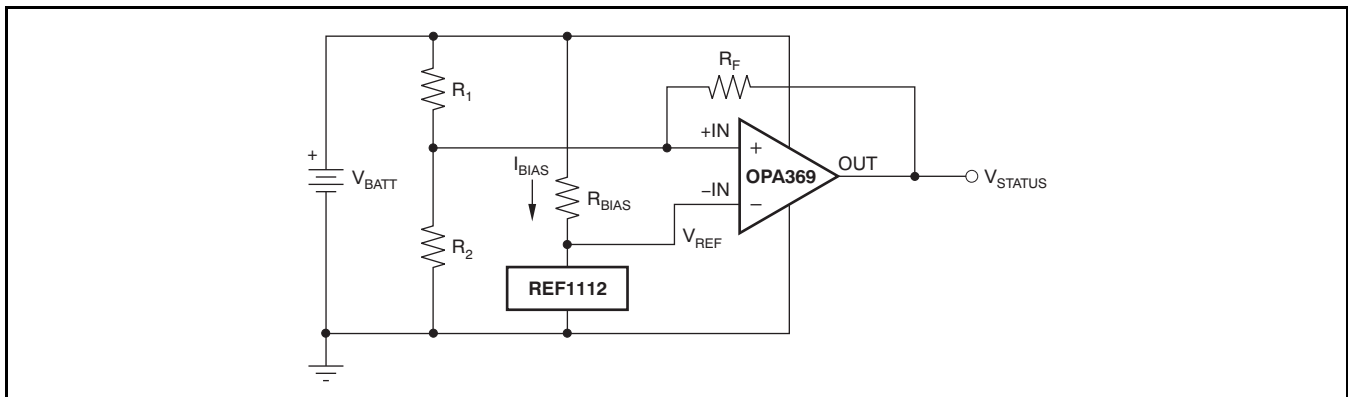 R_F
R_1
+IN
+
+
I_BIAS
OPA369
OUT
V_STATUS
V_BATT
−IN
R_BIAS
−
R_2
V_REF
REF1112